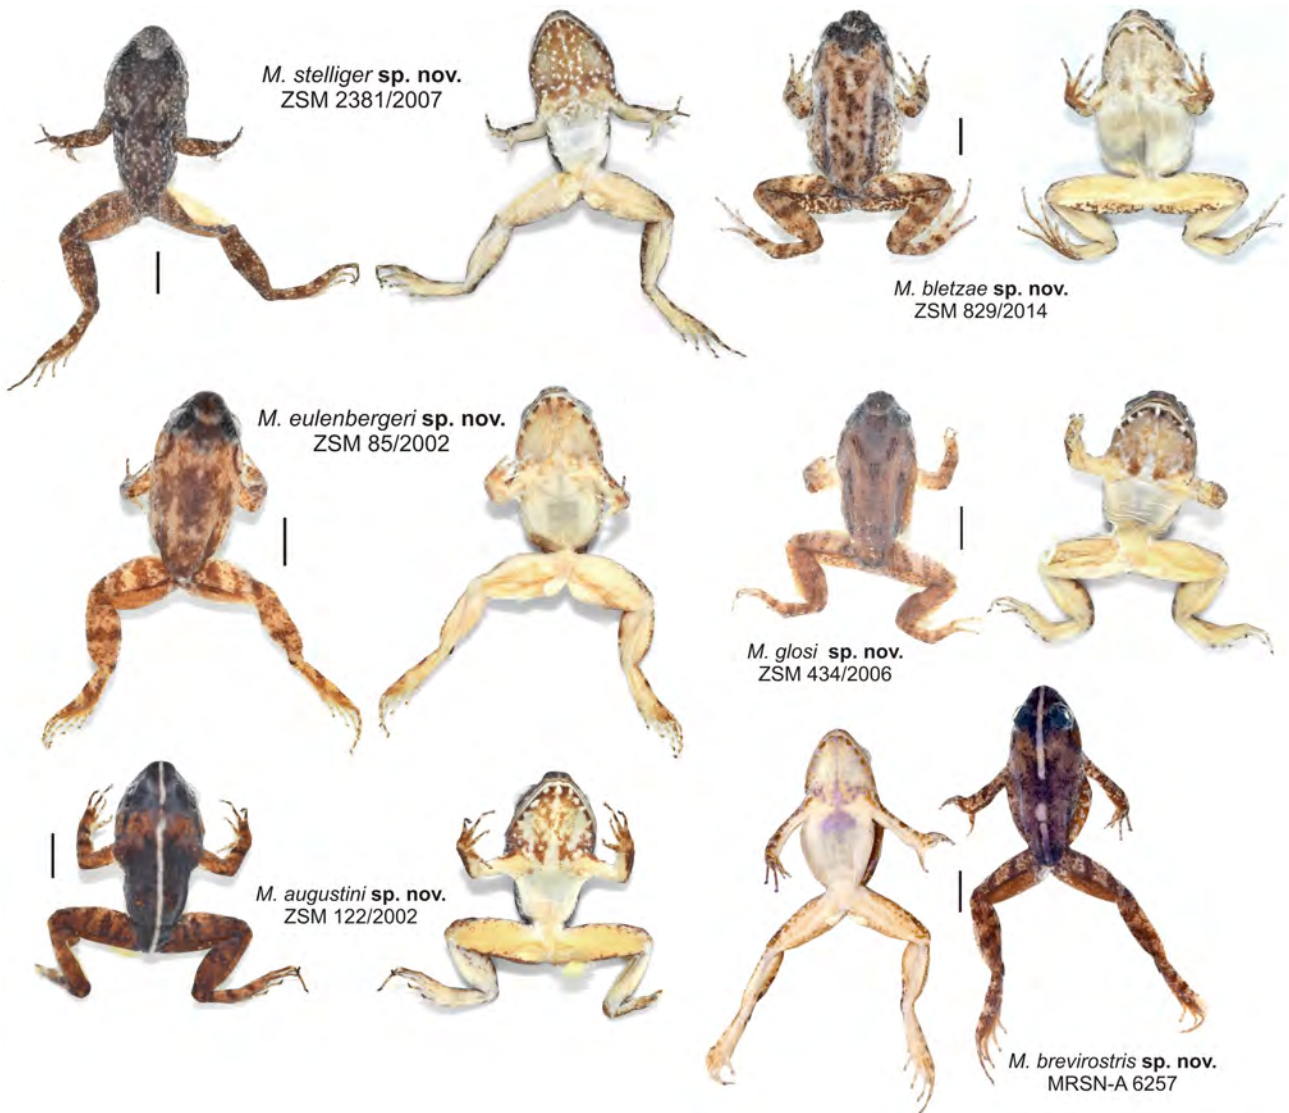 M. stelliger sp. nov.
ZSM 2381/2007
M. bletzae sp. nov.
ZSM 829/2014
M. eulenbergeri sp. nov.
ZSM 85/2002
M. glosi sp. nov.
ZSM 434/2006
M. augustini sp. nov.
ZSM 122/2002
M. brevirostris sp. nov.
MRSN-A 6257